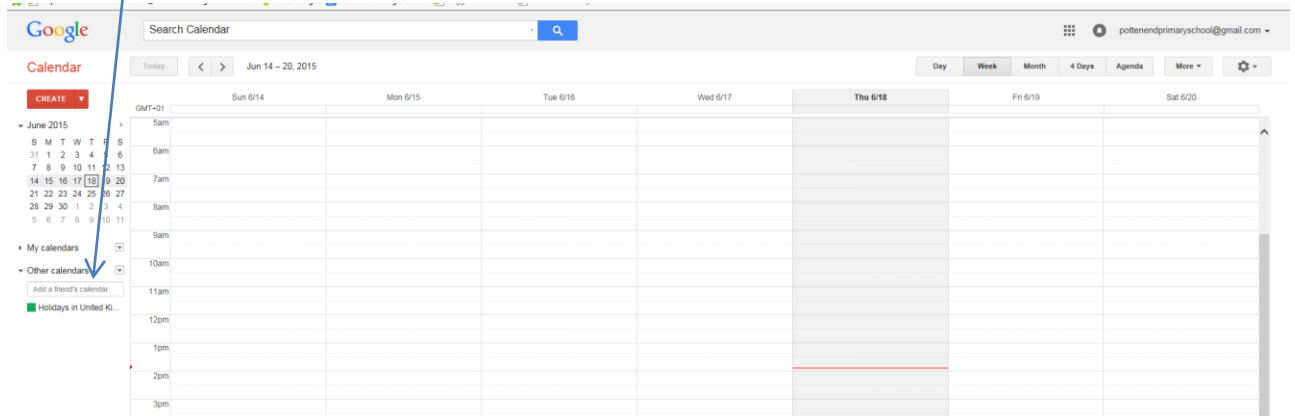 Google
Search Calendar
pottenendprimaryschool@gmail.com
Calendar
Today
Jun 14 – 20, 2015
Day Week Month 4 Days Agenda More
CREATE
Sun 6/14 Mon 6/15 Tue 6/16 Wed 6/17 Thu 6/18 Fri 6/19 Sat 6/20
GMT+01
June 2015
S M T W T F S
31 1 2 3 4 5 6
7 8 9 10 11 12 13
14 15 16 17 18 19 20
21 22 23 24 25 26 27
28 29 30 1 2 3 4
5 6 7 8 9 10 11
My calendars
Other calendars
Add a friend's calendar
Holidays in United Ki...
5am
6am
7am
8am
9am
10am
11am
12pm
1pm
2pm
3pm